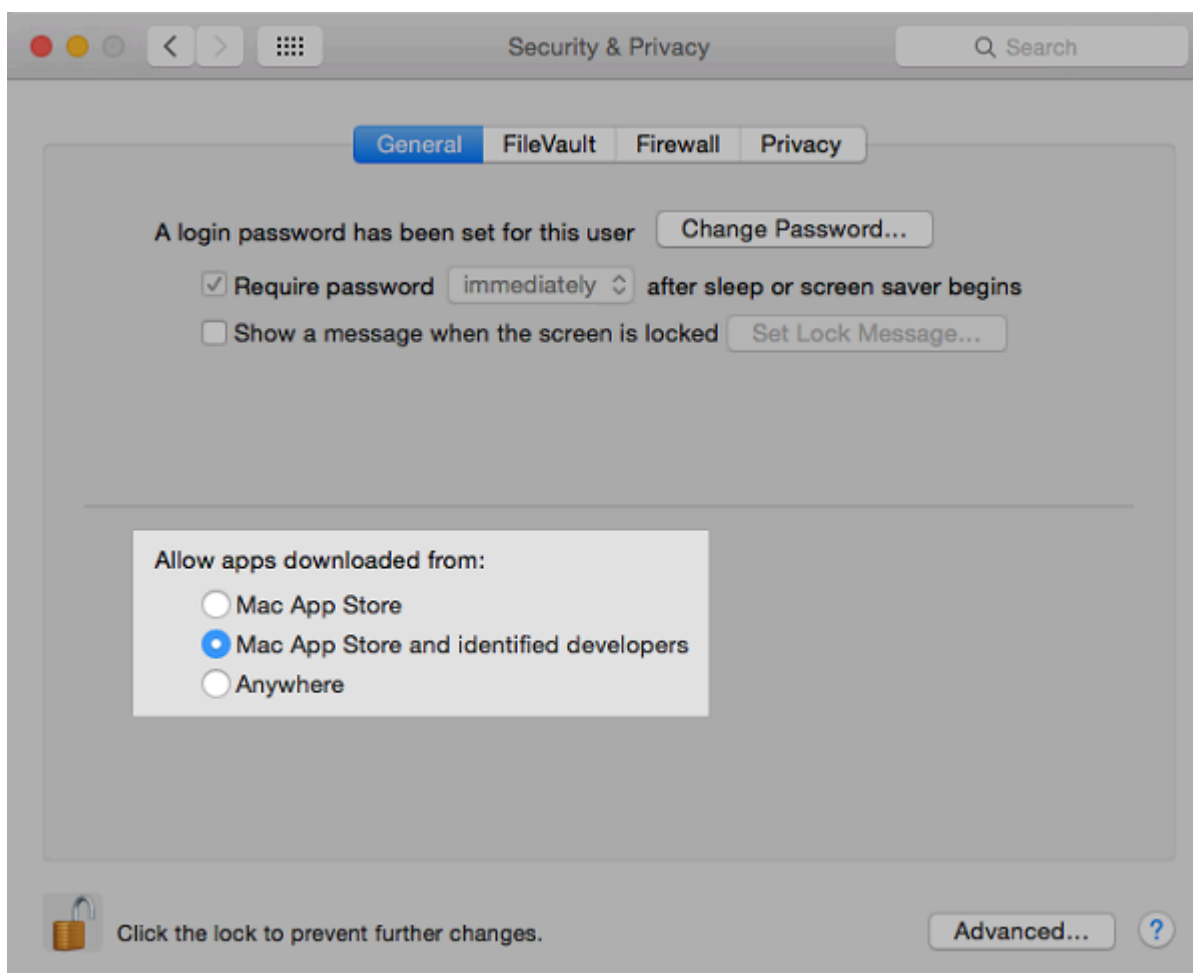 Security & Privacy
Search
General FileVault Firewall Privacy
A login password has been set for this user Change Password...
Require password immediately after sleep or screen saver begins
Show a message when the screen is locked Set Lock Message...
Allow apps downloaded from:
Mac App Store
Mac App Store and identified developers
Anywhere
Click the lock to prevent further changes. Advanced... ?